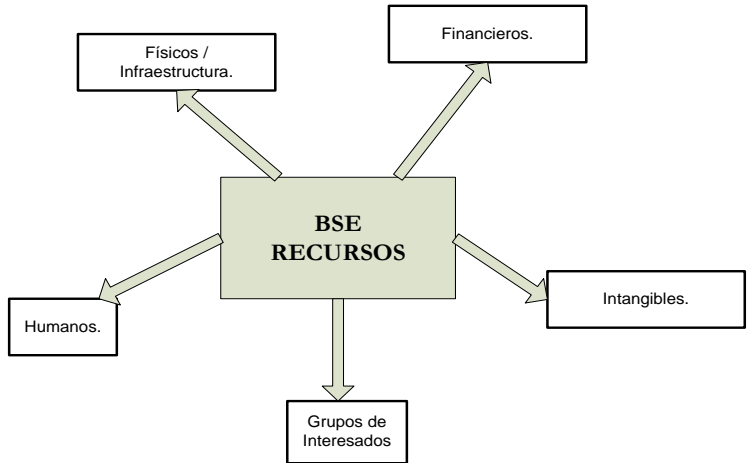 Físicos /
Infraestructura.
Financieros.
BSE
RECURSOS
Humanos.
Intangibles.
Grupos de
Interesados